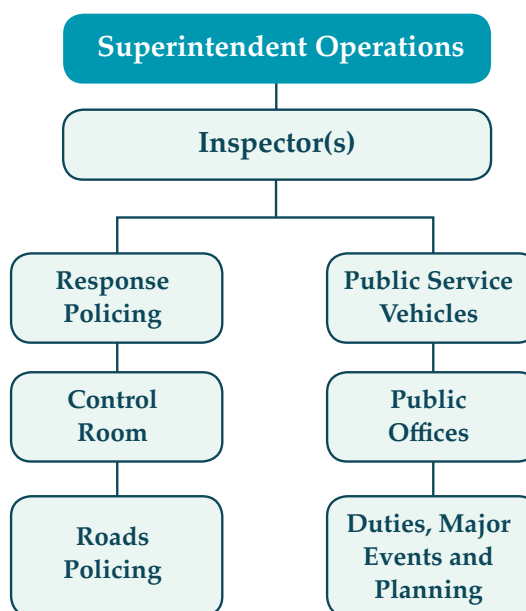 Superintendent Operations
Inspector(s)
Response
Policing
Public Service
Vehicles
Control
Room
Public
Offices
Roads
Policing
Duties, Major
Events and
Planning